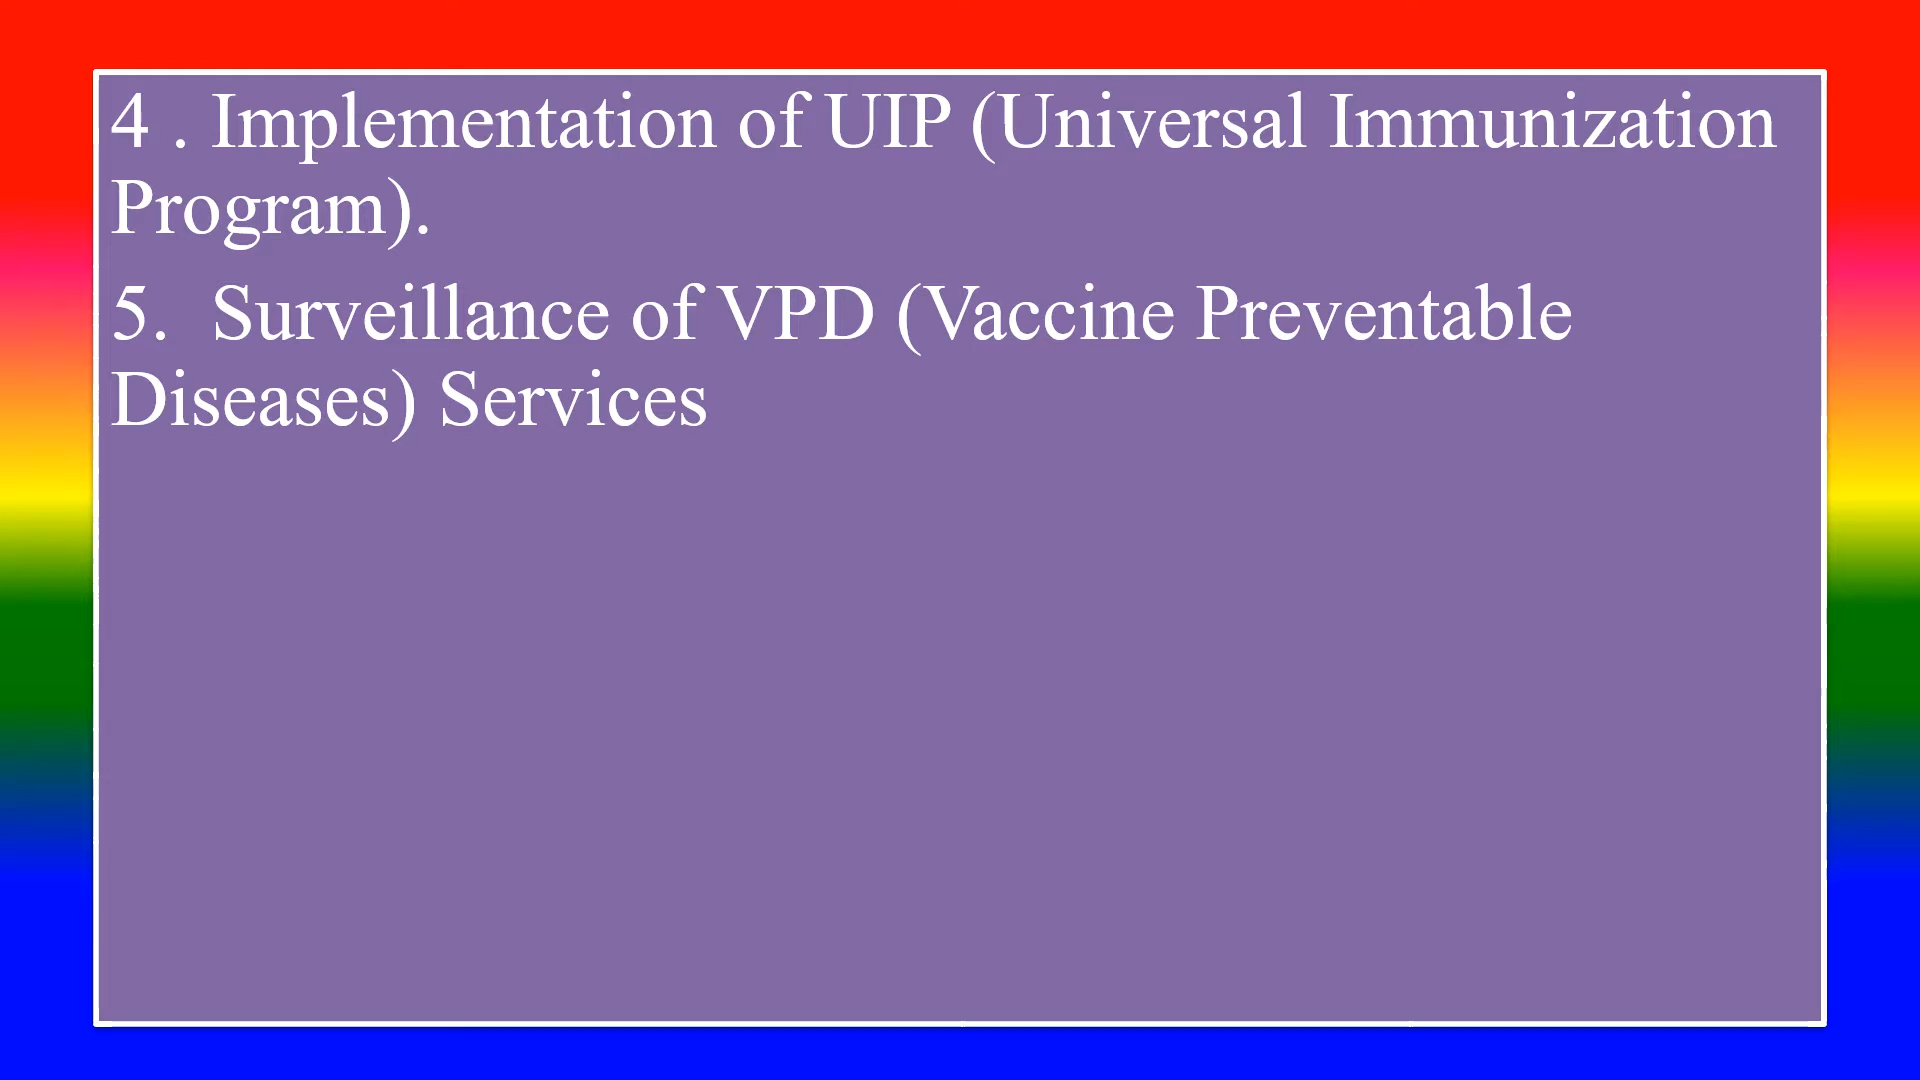 4 . Implementation of UIP (Universal Immunization
Program).
5.  Surveillance of VPD (Vaccine Preventable
Diseases) Services